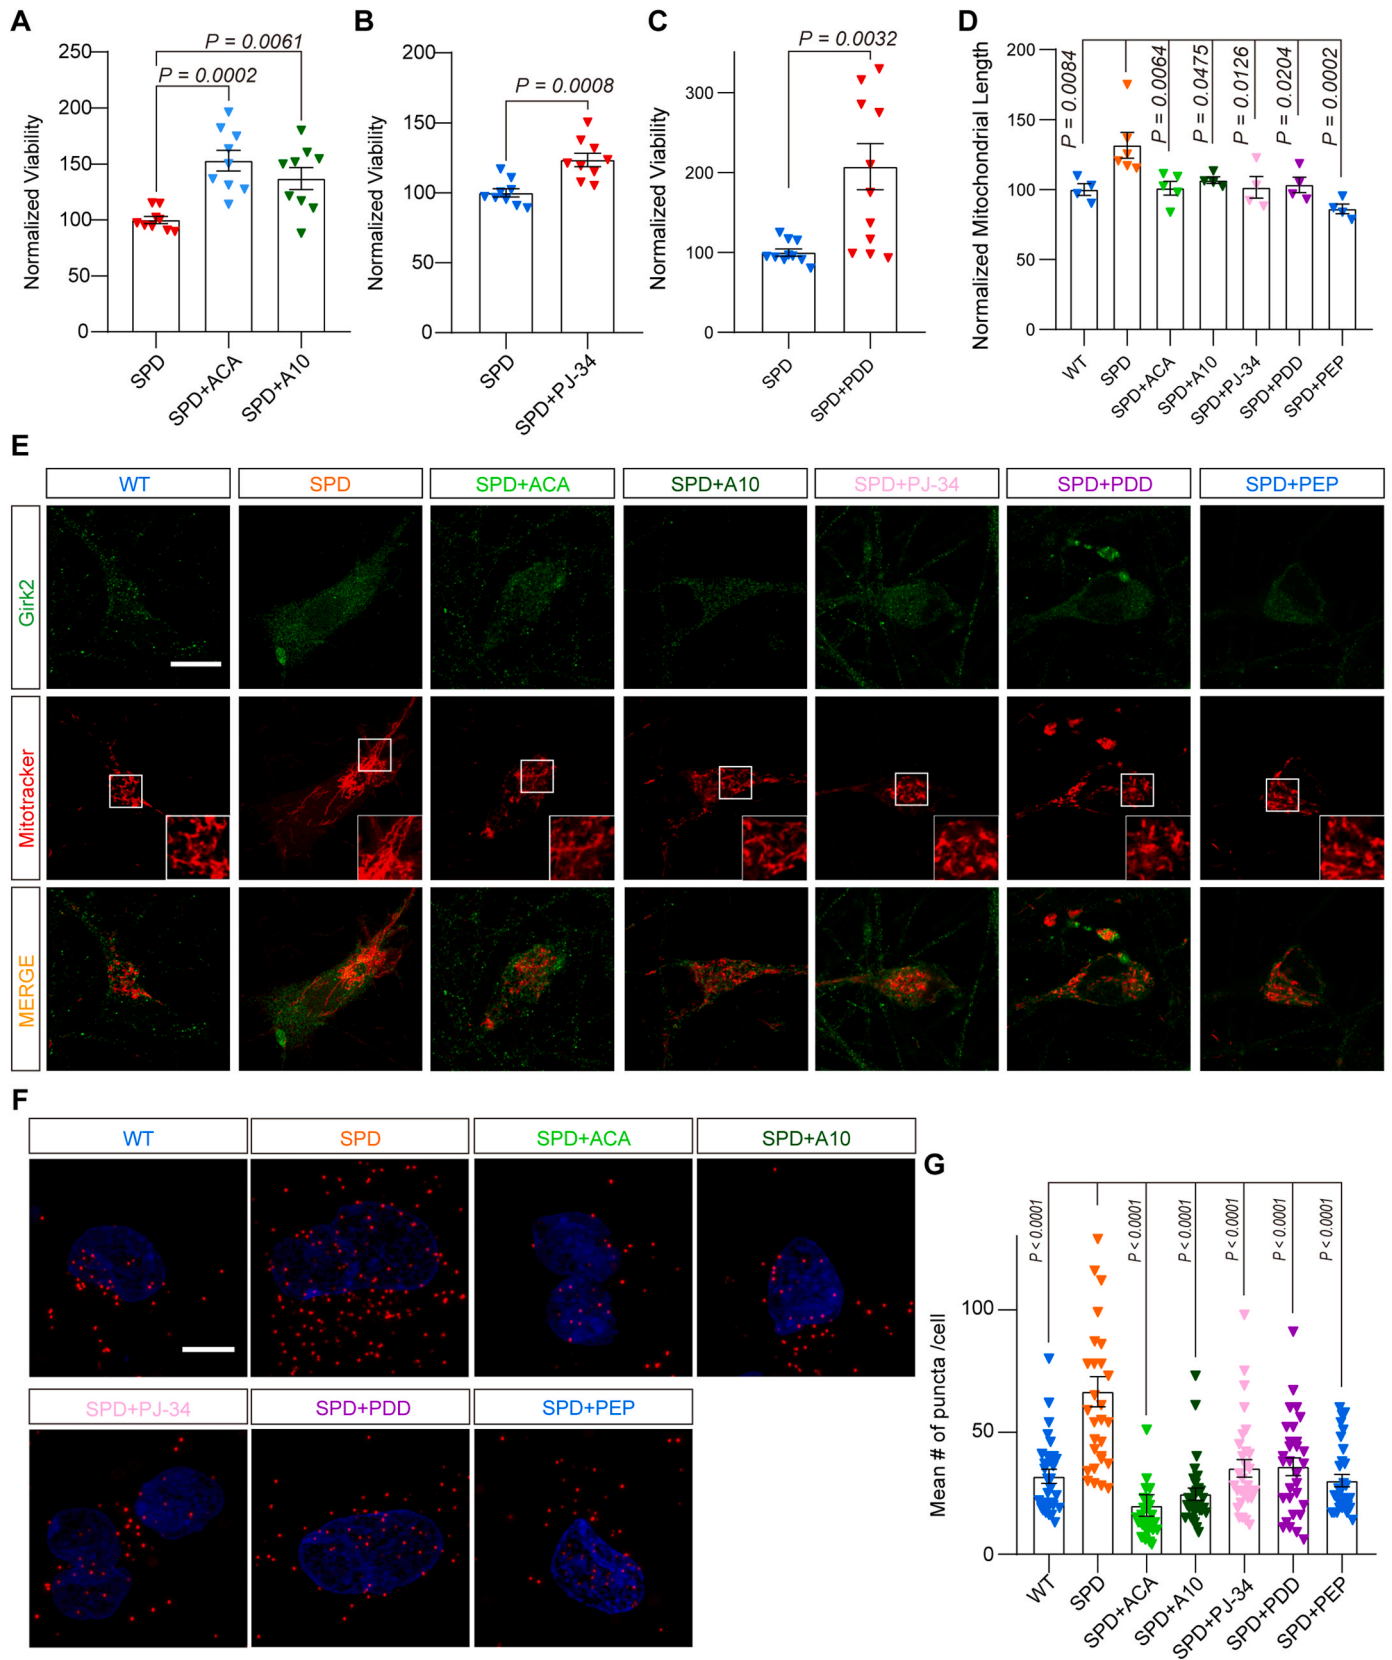 A
Normalized Viability
250
200
150
100
50
0
P = 0.0061
P = 0.0002
SPD
SPD+ACA
SPD+A10
B
Normalized Viability
200
150
100
50
0
P = 0.0008
SPD
SPD+PJ-34
C
Normalized Viability
300
200
100
0
P = 0.0032
SPD
SPD+PDD
D
Normalized Mitochondrial Length
200
150
100
50
0
P = 0.0084
P = 0.0064
P = 0.0475
P = 0.0126
P = 0.0204
P = 0.0002
WT
SPD
SPD+ACA
SPD+A10
SPD+PJ-34
SPD+PDD
SPD+PEP
E
WT
SPD
SPD+ACA
SPD+A10
SPD+PJ-34
SPD+PDD
SPD+PEP
Girk2
Mitotracker
MERGE
F
WT
SPD
SPD+ACA
SPD+A10
SPD+PJ-34
SPD+PDD
SPD+PEP
G
Mean # of puncta /cell
100
50
0
P < 0.0001
P < 0.0001
P < 0.0001
P < 0.0001
P < 0.0001
P < 0.0001
WT
SPD
SPD+ACA
SPD+A10
SPD+PJ-34
SPD+PDD
SPD+PEP